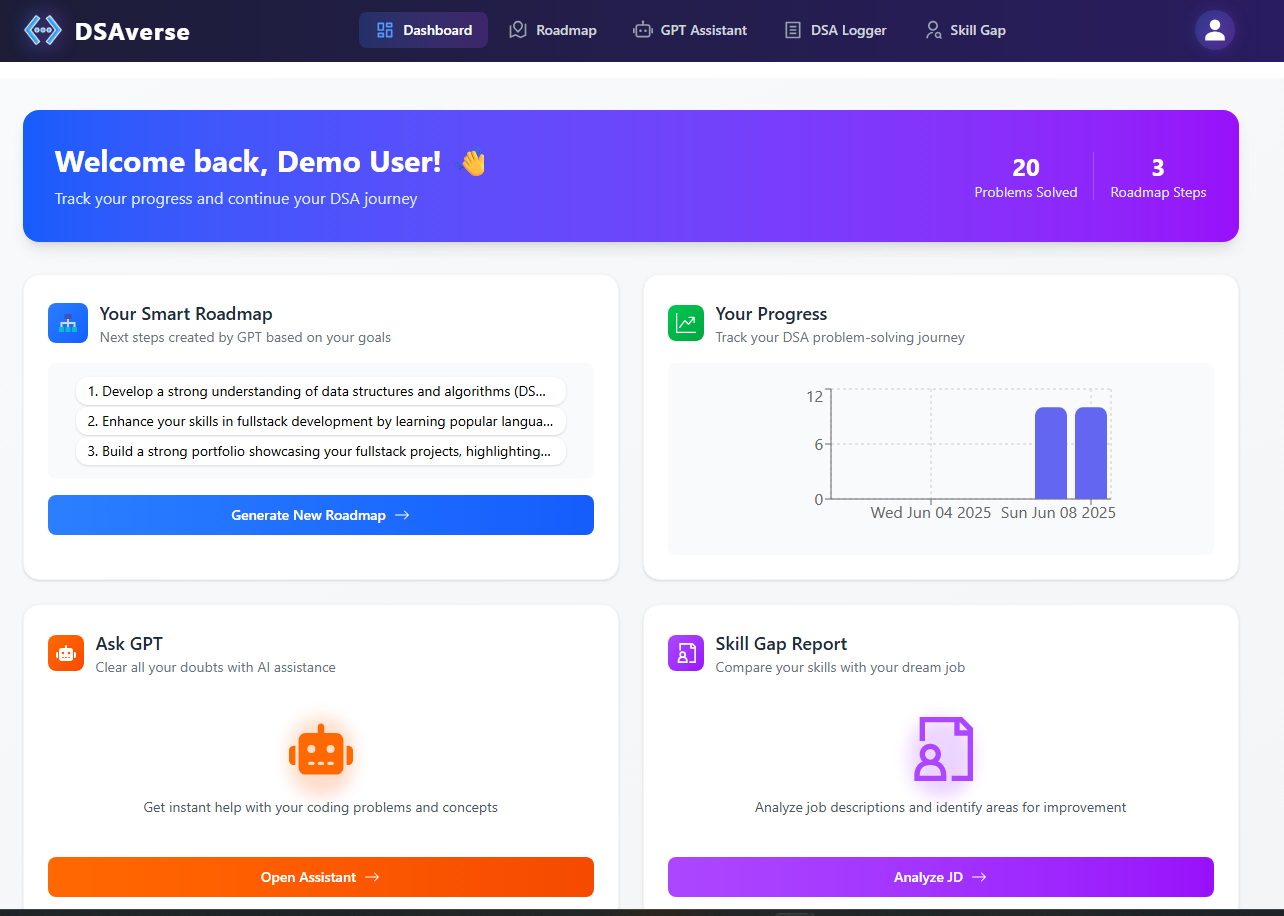 DSAverse
Dashboard
Roadmap
GPT Assistant
DSA Logger
Skill Gap
Welcome back, Demo User! 👋
Track your progress and continue your DSA journey
20
Problems Solved
3
Roadmap Steps
Your Smart Roadmap
Next steps created by GPT based on your goals
1. Develop a strong understanding of data structures and algorithms (DS...
2. Enhance your skills in fullstack development by learning popular langua...
3. Build a strong portfolio showcasing your fullstack projects, highlighting...
Generate New Roadmap →
Your Progress
Track your DSA problem-solving journey
12
6
0
Wed Jun 04 2025 Sun Jun 08 2025
Ask GPT
Clear all your doubts with AI assistance
Get instant help with your coding problems and concepts
Open Assistant →
Skill Gap Report
Compare your skills with your dream job
Analyze job descriptions and identify areas for improvement
Analyze JD →